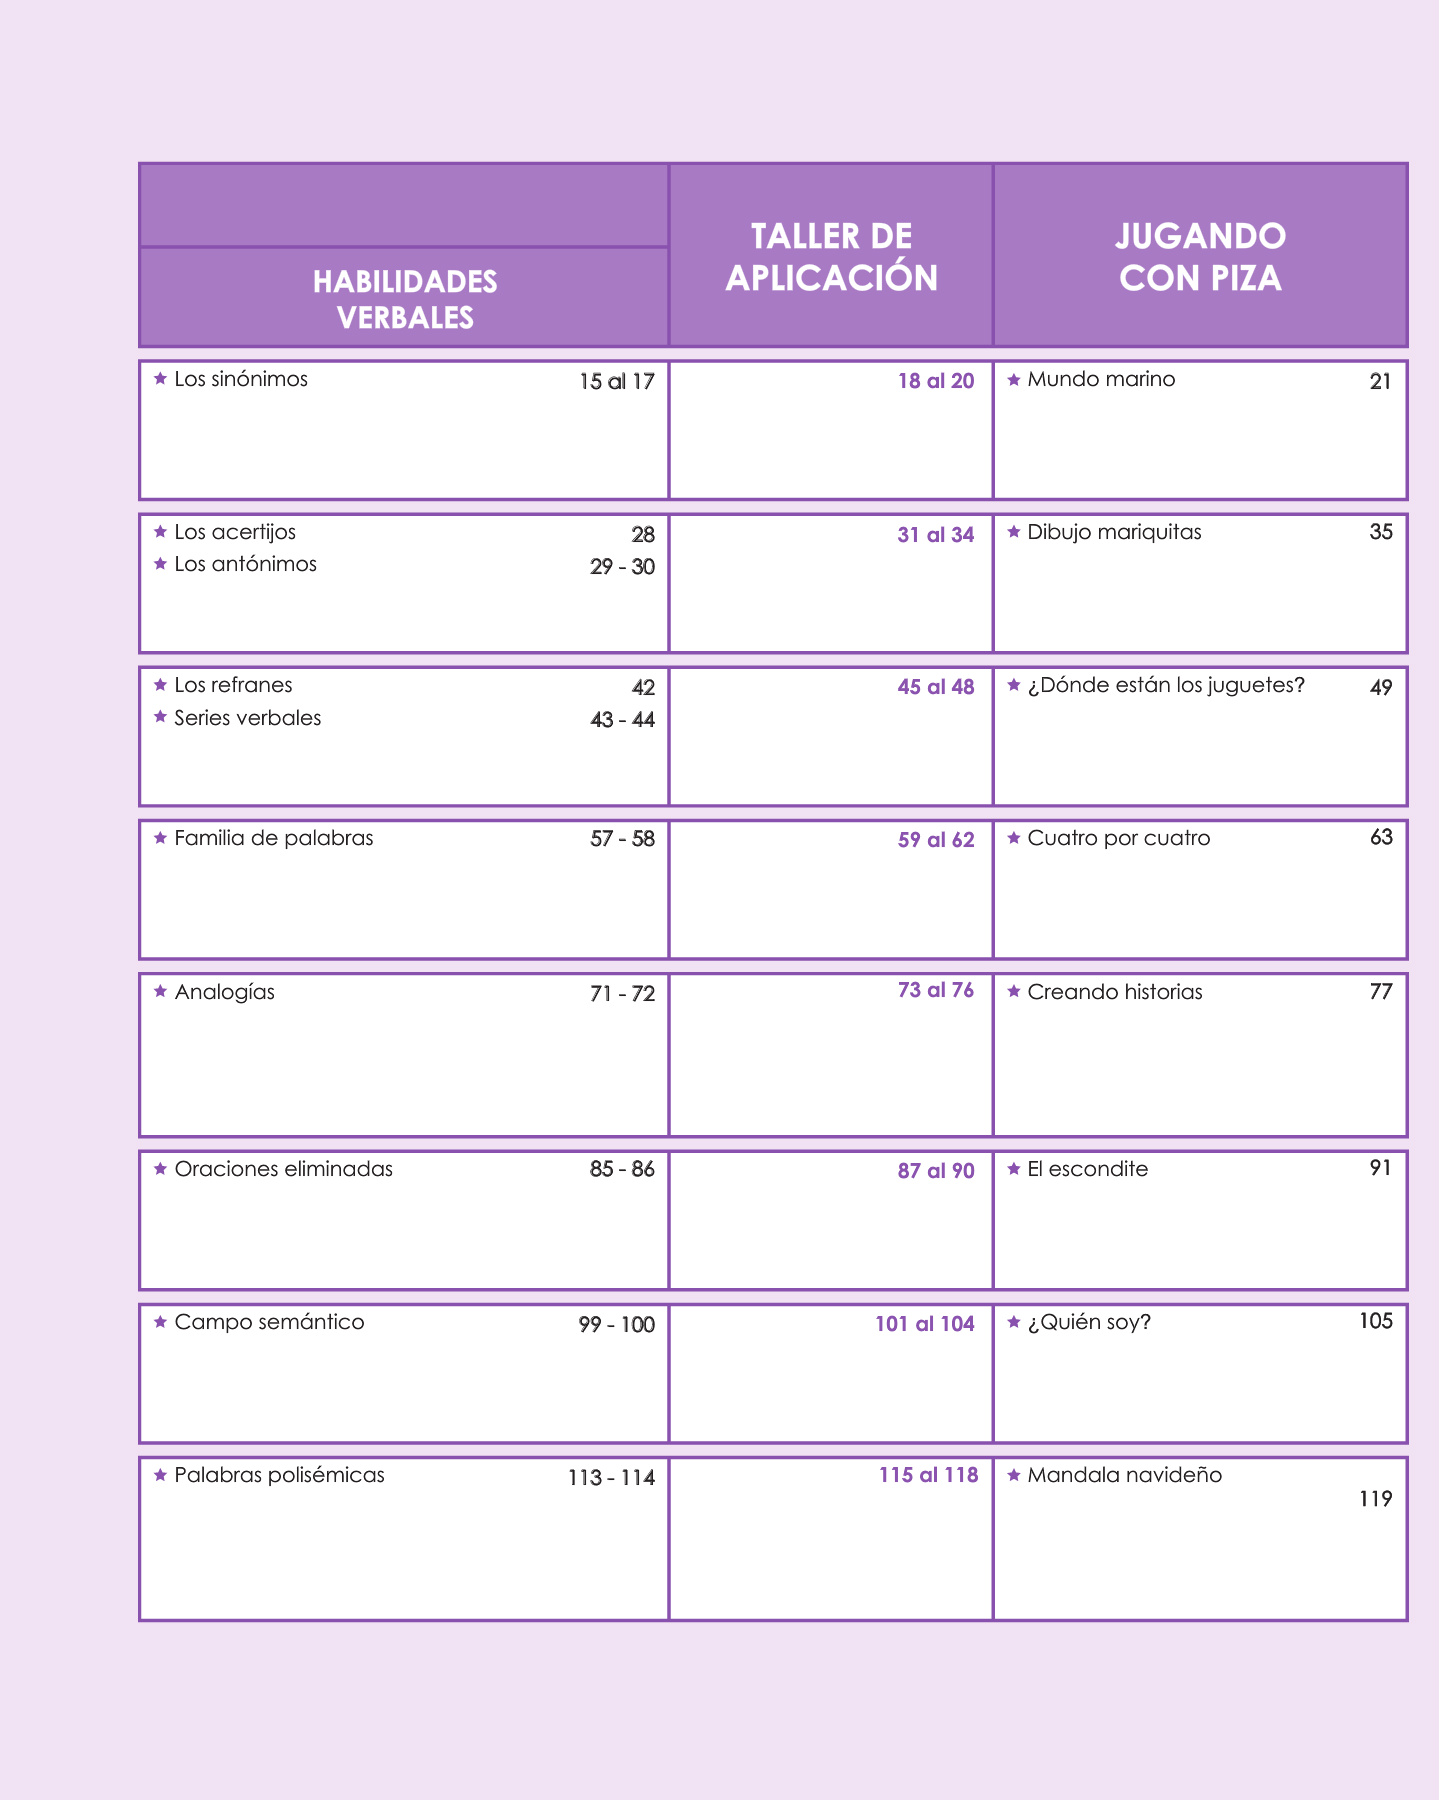 HABILIDADES
VERBALES
TALLER DE
APLICACIÓN
JUGANDO
CON PIZA
Los sinónimos 15 al 17 18 al 20 Mundo marino 21
Los acertijos 28 31 al 34 Dibujo mariquitas 35
Los antónimos 29 - 30
Los refranes 42 45 al 48 ¿Dónde están los juguetes? 49
Series verbales 43 - 44
Familia de palabras 57 - 58 59 al 62 Cuatro por cuatro 63
Analogías 71 - 72 73 al 76 Creando historias 77
Oraciones eliminadas 85 - 86 87 al 90 El escondite 91
Campo semántico 99 - 100 101 al 104 ¿Quién soy? 105
Palabras polisémicas 113 - 114 115 al 118 Mandala navideño
119